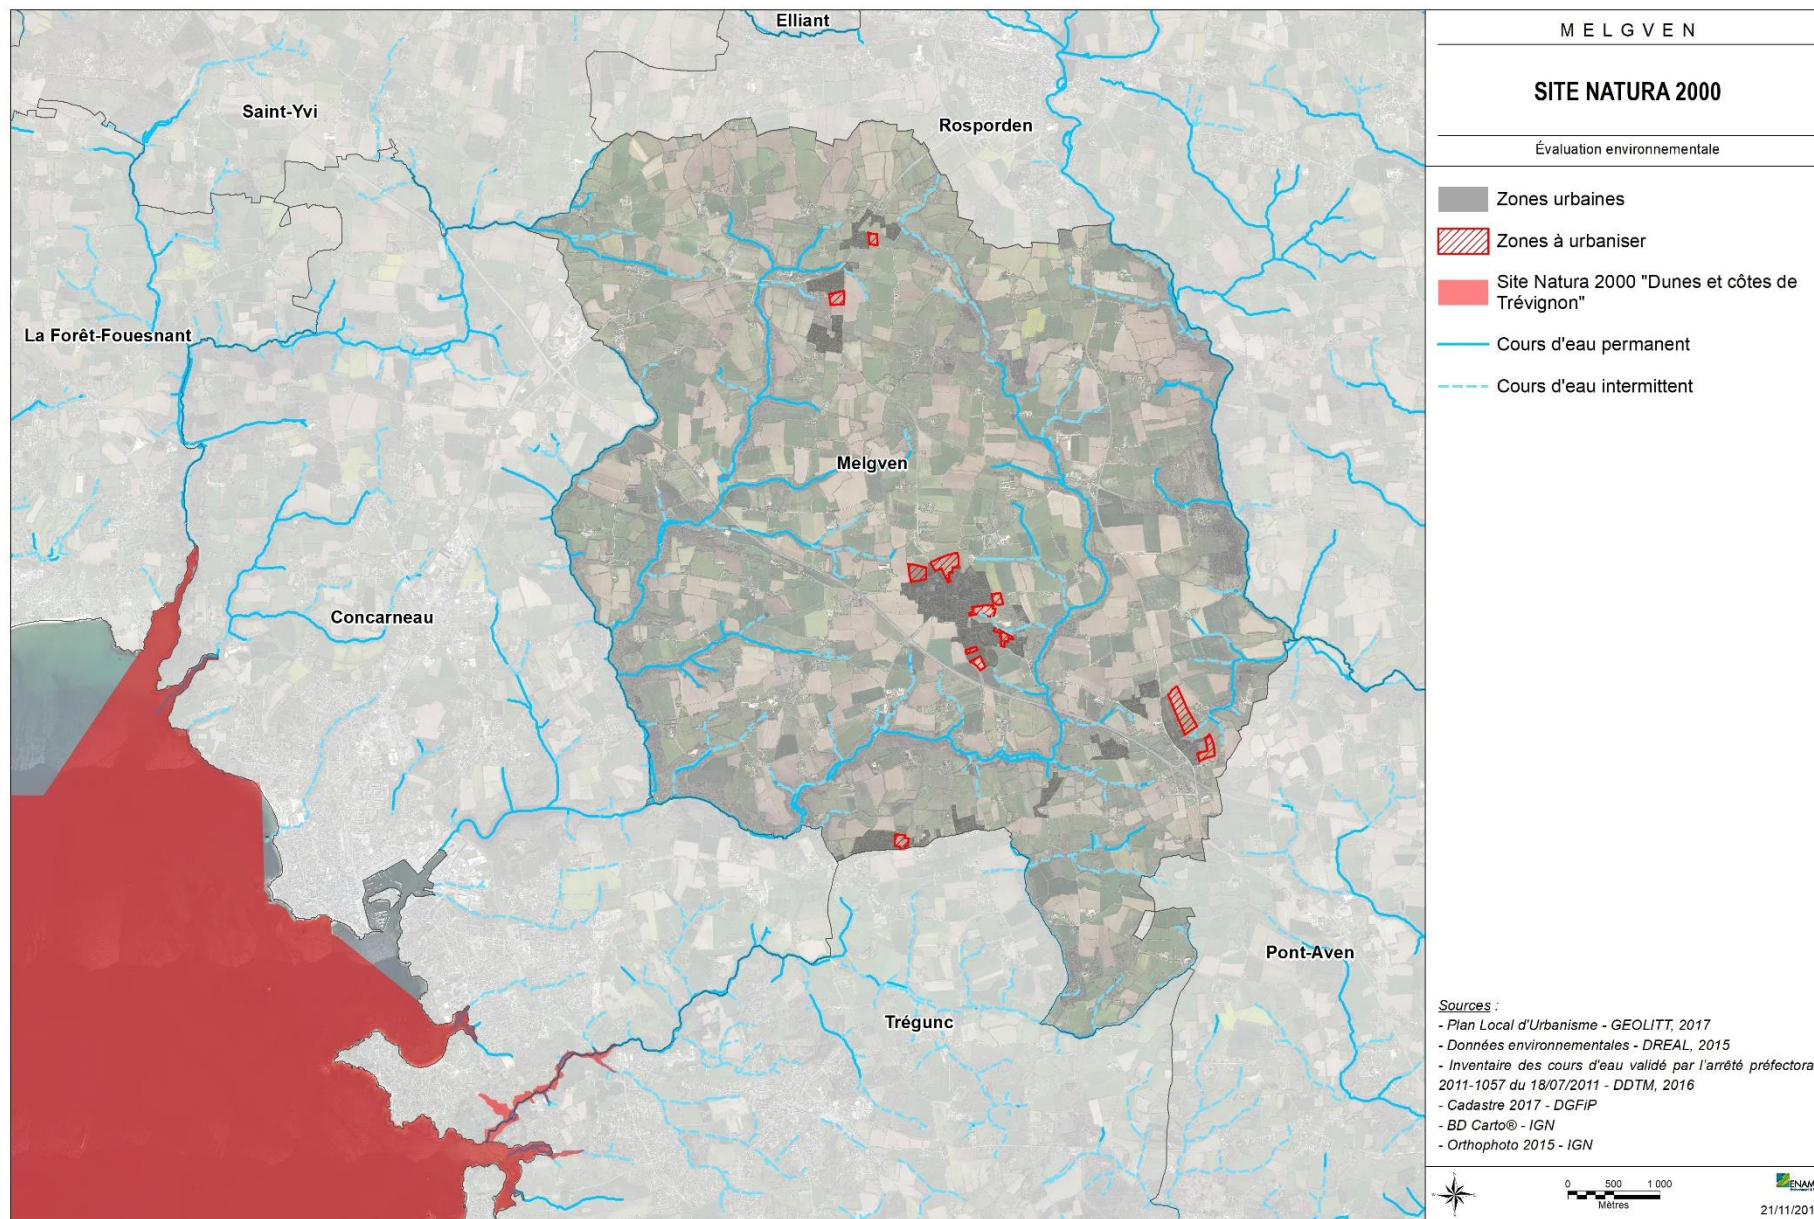 Elliant
Saint-Yvi
Rosporden
La Forêt-Fouesnant
Melgven
Concarneau
Pont-Aven
Trégunc
MELGVEN
SITE NATURA 2000
Évaluation environnementale
Zones urbaines
Zones à urbaniser
Site Natura 2000 "Dunes et côtes de
Trévignon"
Cours d'eau permanent
Cours d'eau intermittent
Sources :
- Plan Local d'Urbanisme - GEOLITT, 2017
- Données environnementales - DREAL, 2015
- Inventaire des cours d'eau validé par l'arrêté préfectora
2011-1057 du 18/07/2011 - DDTM, 2016
- Cadastre 2017 - DGFiP
- BD Carto® - IGN
- Orthophoto 2015 - IGN
0 500 1 000
Mètres
ENAM
21/11/201